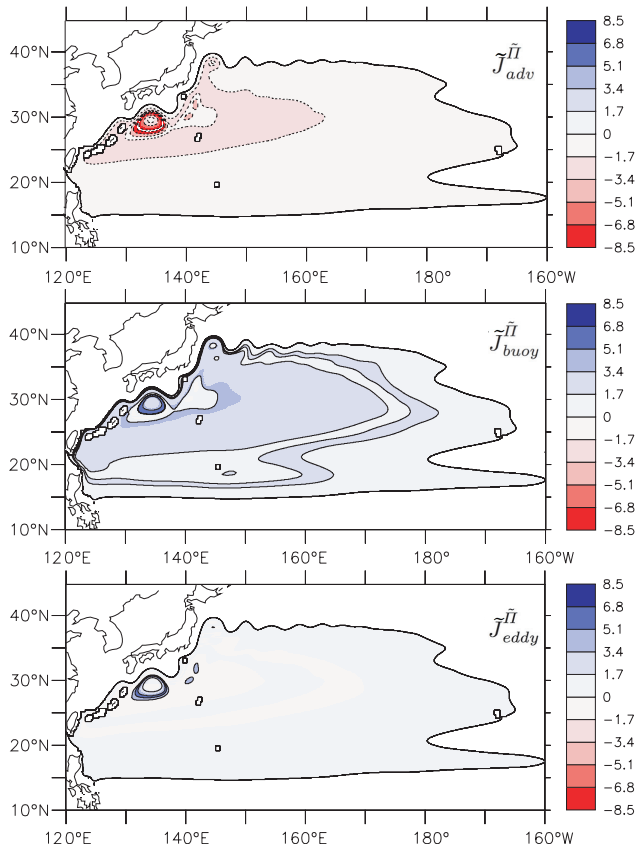 40°N
30°N
20°N
10°N
120°E
140°E
160°E
180°
160°W
J̃^Π̃_adv
8.5
6.8
5.1
3.4
1.7
0
−1.7
−3.4
−5.1
−6.8
−8.5
40°N
30°N
20°N
10°N
120°E
140°E
160°E
180°
160°W
J̃^Π̃_buoy
8.5
6.8
5.1
3.4
1.7
0
−1.7
−3.4
−5.1
−6.8
−8.5
40°N
30°N
20°N
10°N
120°E
140°E
160°E
180°
160°W
J̃^Π̃_eddy
8.5
6.8
5.1
3.4
1.7
0
−1.7
−3.4
−5.1
−6.8
−8.5